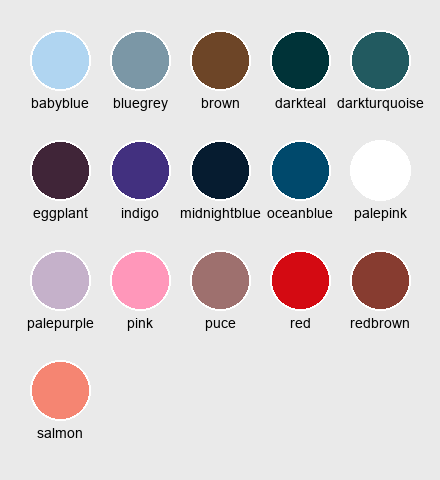 babyblue bluegrey brown darkteal darkturquoise
eggplant indigo midnightblue oceanblue palepink
palepurple pink puce red redbrown
salmon